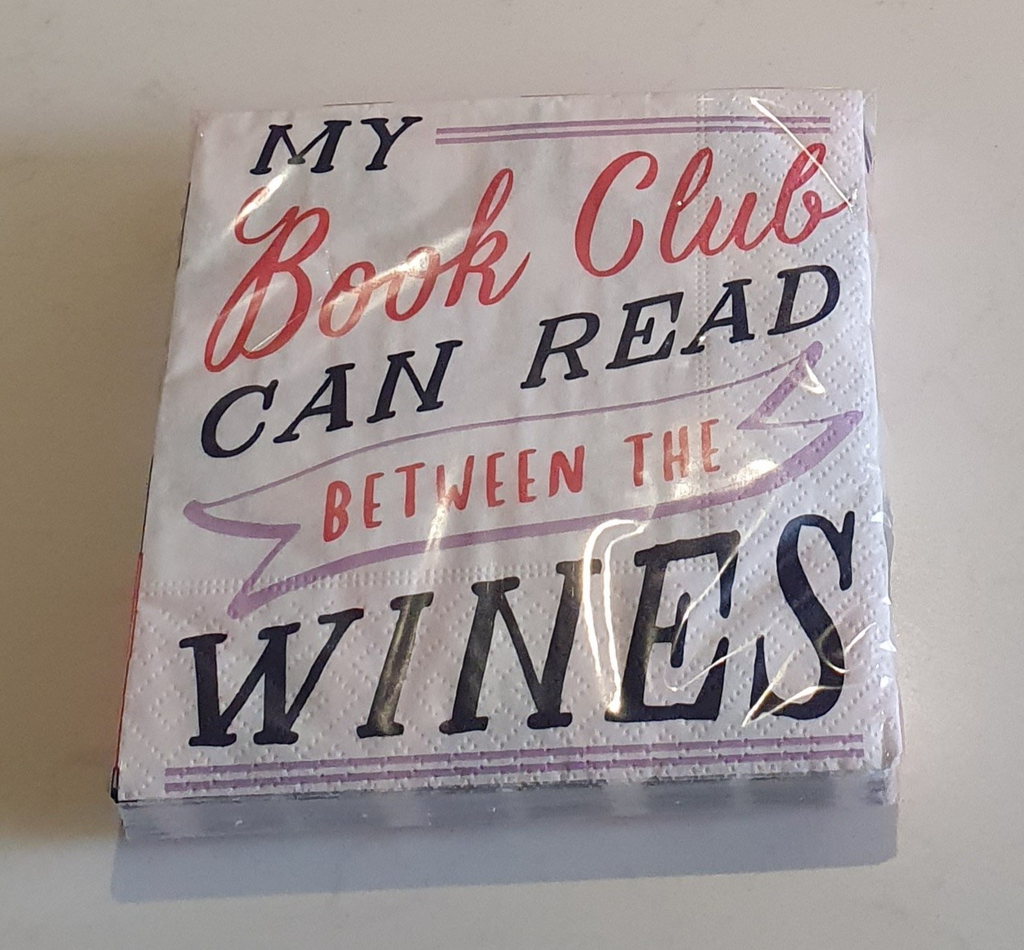 MY
Book Club
CAN READ
BETWEEN THE
WINES